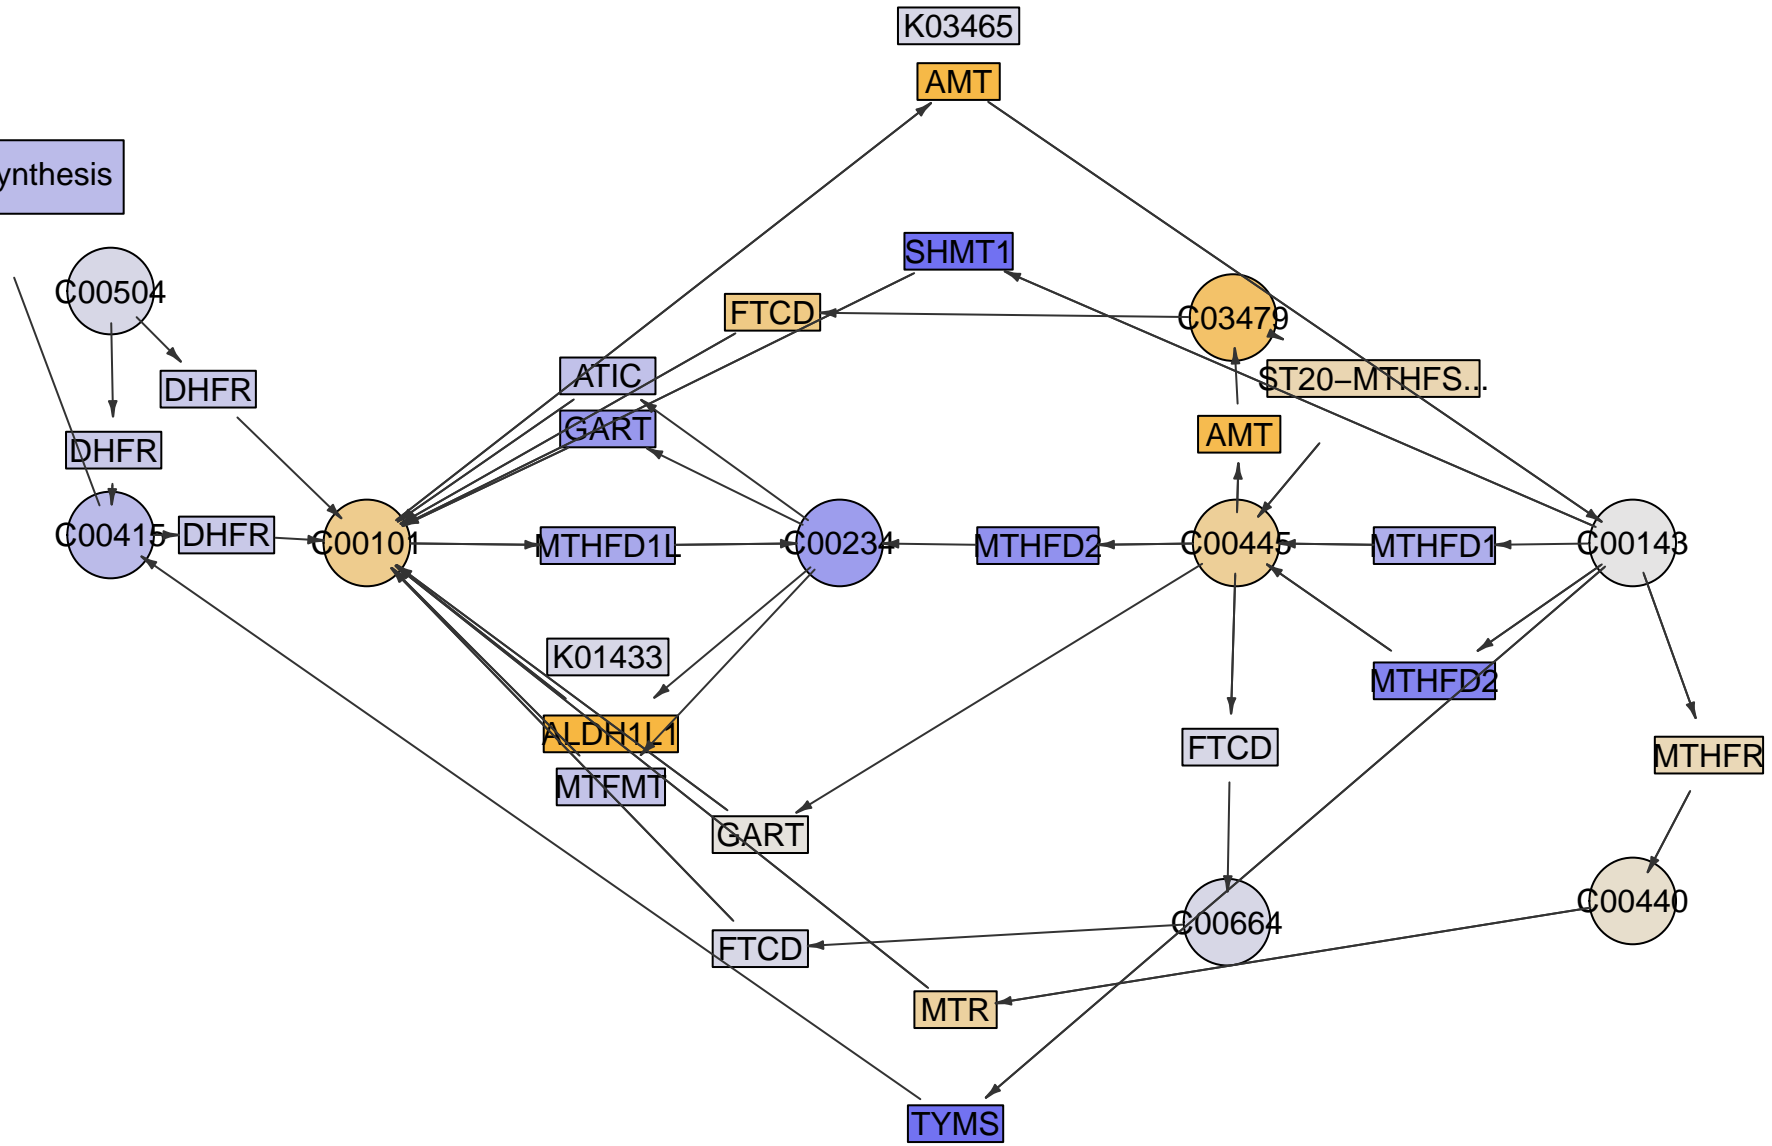 K03465
AMT
ynthesis
SHMT1
C00504
FTCD
C03479
ATIC
ST20−MTHFS...
DHFR
GART
AMT
DHFR
C00415
DHFR
C00101
MTHFD1L
C00234
MTHFD2
C00445
MTHFD1
C00143
K01433
MTHFD2
ALDH1L1
FTCD
MTHFR
MTFMT
GART
C00440
C00664
FTCD
MTR
TYMS